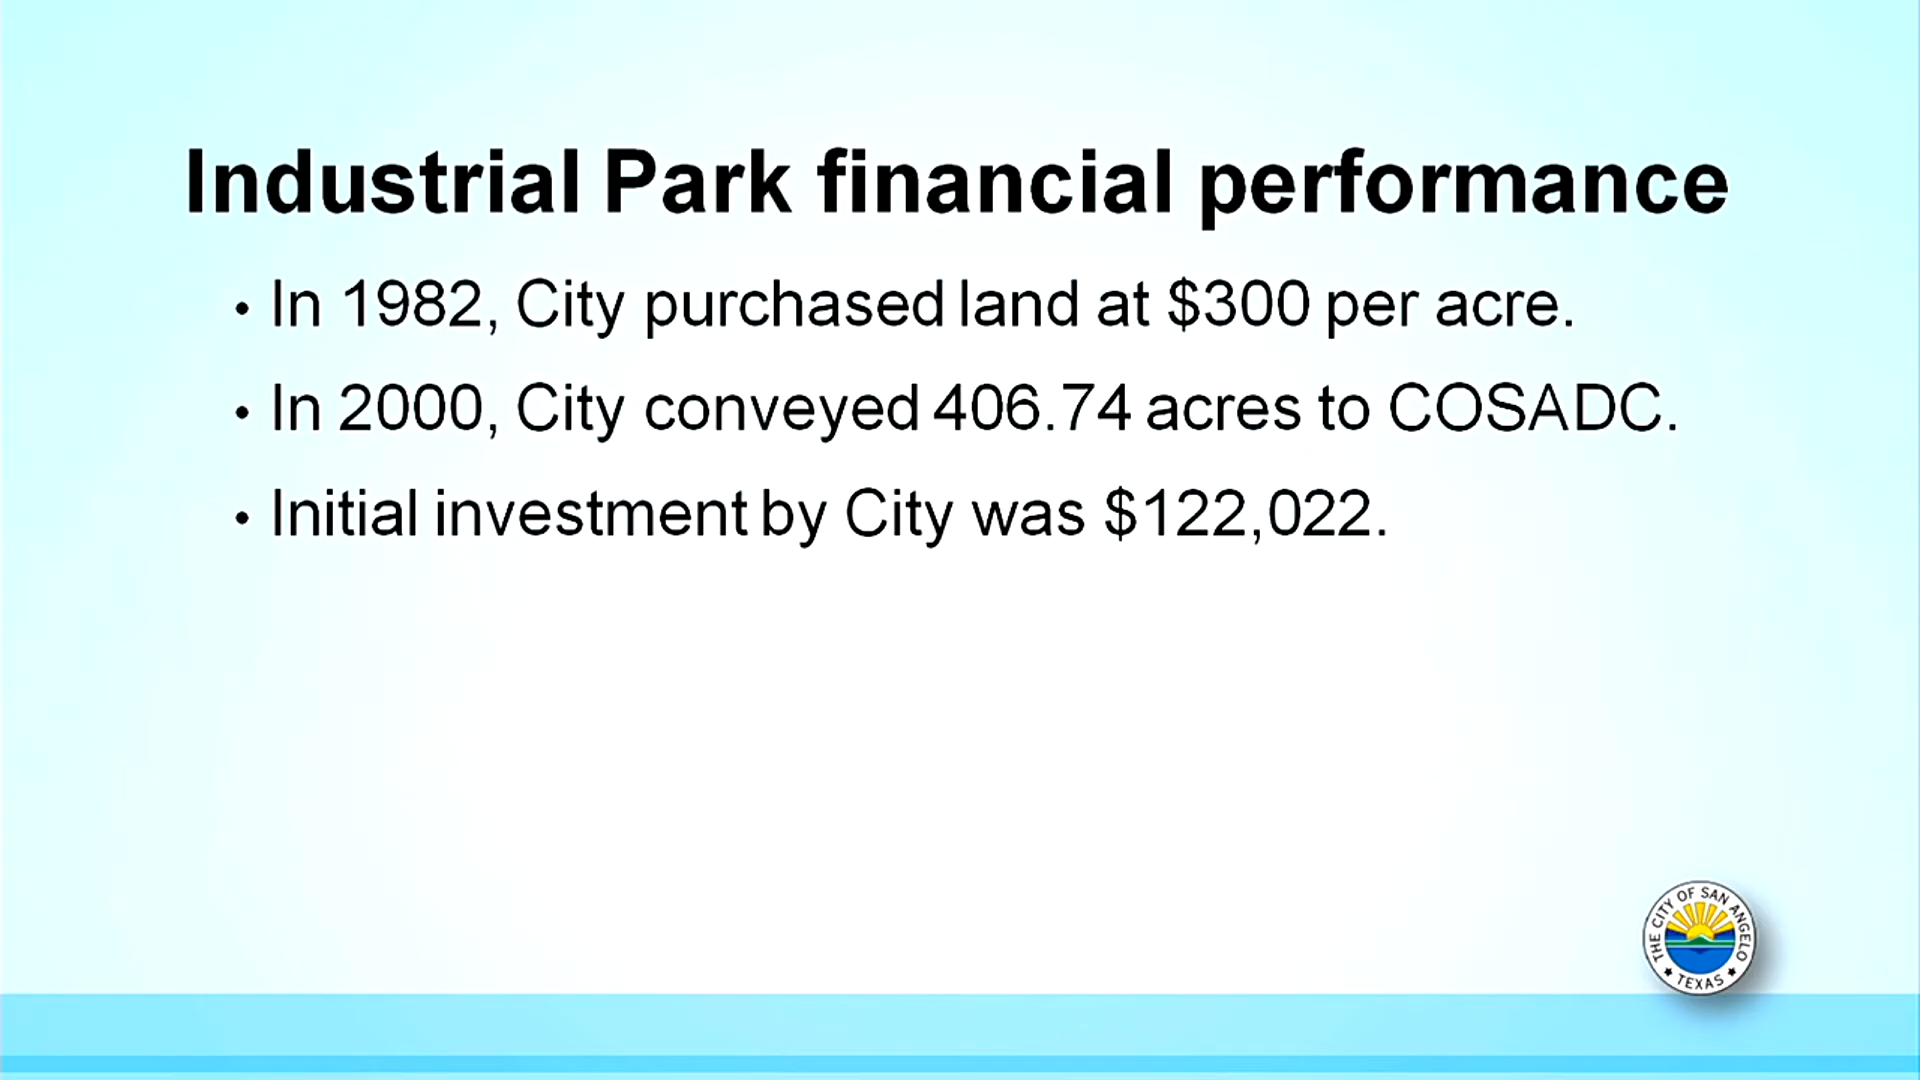 Industrial Park financial performance
• In 1982, City purchased land at $300 per acre.
• In 2000, City conveyed 406.74 acres to COSADC.
• Initial investment by City was $122,022.
THE CITY OF SAN ANGELO
★ TEXAS ★